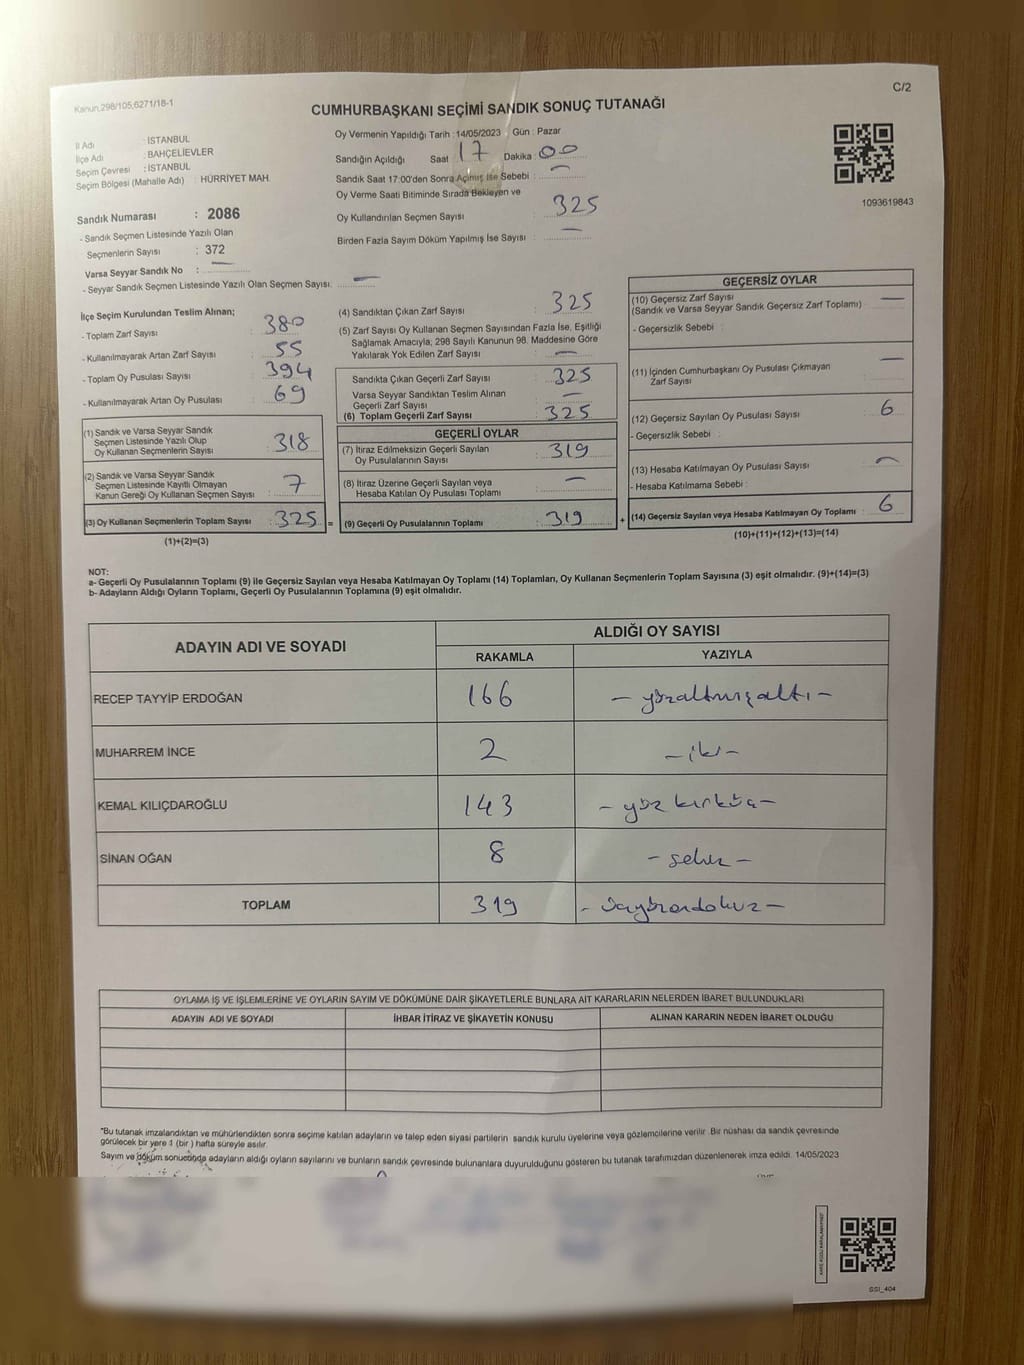 Kanun,298/105,6271/18-1
C/2
CUMHURBAŞKANI SEÇİMİ SANDIK SONUÇ TUTANAĞI
İl Adı : İSTANBUL
İlçe Adı : BAHÇELİEVLER
Seçim Çevresi : İSTANBUL
Seçim Bölgesi (Mahalle Adı) : HÜRRİYET MAH.
Sandık Numarası : 2086
- Sandık Seçmen Listesinde Yazılı Olan
Seçmenlerin Sayısı : 372
Varsa Seyyar Sandık No :
- Seyyar Sandık Seçmen Listesinde Yazılı Olan Seçmen Sayısı: —
Oy Vermenin Yapıldığı Tarih : 14/05/2023 Gün : Pazar
Sandığın Açıldığı Saat 17 Dakika : 00
Sandık Saat 17:00'den Sonra Açılmış İse Sebebi : —
Oy Verme Saati Bitiminde Sırada Bekleyen ve
Oy Kullandırılan Seçmen Sayısı : 325
Birden Fazla Sayım Döküm Yapılmış İse Sayısı : —
1093619843
İlçe Seçim Kurulundan Teslim Alınan;
- Toplam Zarf Sayısı : 380
- Kullanılmayarak Artan Zarf Sayısı : 55
- Toplam Oy Pusulası Sayısı : 394
- Kullanılmayarak Artan Oy Pusulası : 69
(1) Sandık ve Varsa Seyyar Sandık
Seçmen Listesinde Yazılı Olup
Oy Kullanan Seçmenlerin Sayısı : 318
(2) Sandık ve Varsa Seyyar Sandık
Seçmen Listesinde Kayıtlı Olmayan
Kanun Gereği Oy Kullanan Seçmen Sayısı : 7
(3) Oy Kullanan Seçmenlerin Toplam Sayısı : 325 =
(1)+(2)=(3)
(4) Sandıktan Çıkan Zarf Sayısı : 325
(5) Zarf Sayısı Oy Kullanan Seçmen Sayısından Fazla İse, Eşitliği
Sağlamak Amacıyla; 298 Sayılı Kanunun 98. Maddesine Göre
Yakılarak Yok Edilen Zarf Sayısı : —
Sandıkta Çıkan Geçerli Zarf Sayısı : 325
Varsa Seyyar Sandıktan Teslim Alınan
Geçerli Zarf Sayısı : —
(6) Toplam Geçerli Zarf Sayısı : 325
GEÇERLİ OYLAR
(7) İtiraz Edilmeksizin Geçerli Sayılan
Oy Pusulalarının Sayısı : 319
(8) İtiraz Üzerine Geçerli Sayılan veya
Hesaba Katılan Oy Pusulası Toplamı : —
(9) Geçerli Oy Pusulalarının Toplamı : 319 +
GEÇERSİZ OYLAR
(10) Geçersiz Zarf Sayısı
(Sandık ve Varsa Seyyar Sandık Geçersiz Zarf Toplamı) : —
- Geçersizlik Sebebi :
(11) İçinden Cumhurbaşkanı Oy Pusulası Çıkmayan
Zarf Sayısı : —
(12) Geçersiz Sayılan Oy Pusulası Sayısı : 6
- Geçersizlik Sebebi :
(13) Hesaba Katılmayan Oy Pusulası Sayısı : —
- Hesaba Katılmama Sebebi :
(14) Geçersiz Sayılan veya Hesaba Katılmayan Oy Toplamı : 6
(10)+(11)+(12)+(13)=(14)
NOT:
a- Geçerli Oy Pusulalarının Toplamı (9) ile Geçersiz Sayılan veya Hesaba Katılmayan Oy Toplamı (14) Toplamları, Oy Kullanan Seçmenlerin Toplam Sayısına (3) eşit olmalıdır. (9)+(14)=(3)
b- Adayların Aldığı Oyların Toplamı, Geçerli Oy Pusulalarının Toplamına (9) eşit olmalıdır.
ADAYIN ADI VE SOYADI ALDIĞI OY SAYISI
RAKAMLA YAZIYLA
RECEP TAYYİP ERDOĞAN 166 – yüzaltmışaltı –
MUHARREM İNCE 2 – iki –
KEMAL KILIÇDAROĞLU 143 – yüz kırküç –
SİNAN OĞAN 8 – sekiz –
TOPLAM 319 – üçyüzondokuz –
OYLAMA İŞ VE İŞLEMLERİNE VE OYLARIN SAYIM VE DÖKÜMÜNE DAİR ŞİKAYETLERLE BUNLARA AİT KARARLARIN NELERDEN İBARET BULUNDUKLARI
ADAYIN ADI VE SOYADI İHBAR İTİRAZ VE ŞİKAYETİN KONUSU ALINAN KARARIN NEDEN İBARET OLDUĞU
"Bu tutanak imzalandıktan ve mühürlendikten sonra seçime katılan adayların ve talep eden siyasi partilerin sandık kurulu üyelerine veya gözlemcilerine verilir. Bir nüshası da sandık çevresinde
görülecek bir yere 1 (bir) hafta süreyle asılır.
Sayım ve döküm sonucunda adayların aldığı oyların sayılarını ve bunların sandık çevresinde bulunanlara duyurulduğunu gösteren bu tutanak tarafımızdan düzenlenerek imza edildi. 14/05/2023
SSI_404